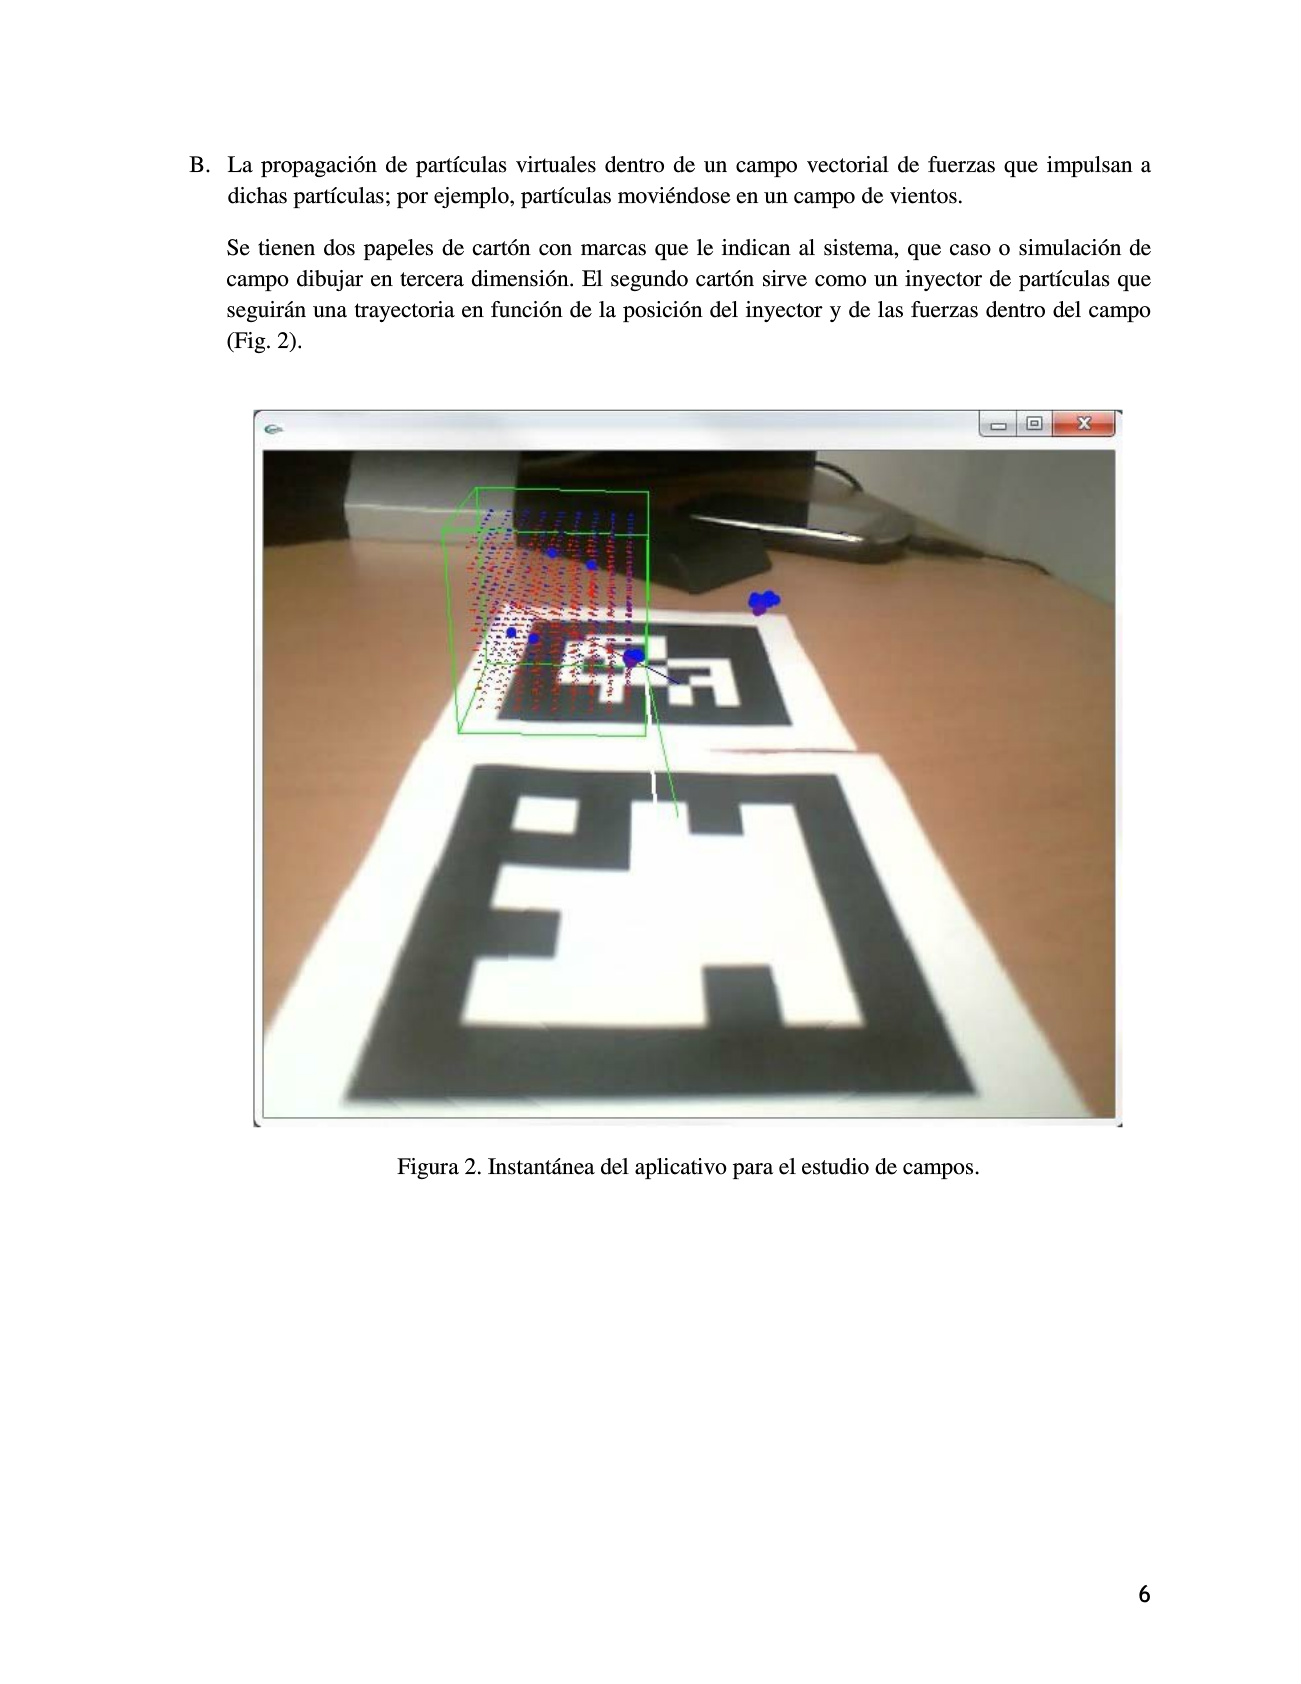 B. La propagación de partículas virtuales dentro de un campo vectorial de fuerzas que impulsan a
dichas partículas; por ejemplo, partículas moviéndose en un campo de vientos.
Se tienen dos papeles de cartón con marcas que le indican al sistema, que caso o simulación de
campo dibujar en tercera dimensión. El segundo cartón sirve como un inyector de partículas que
seguirán una trayectoria en función de la posición del inyector y de las fuerzas dentro del campo
(Fig. 2).
Figura 2. Instantánea del aplicativo para el estudio de campos.
6